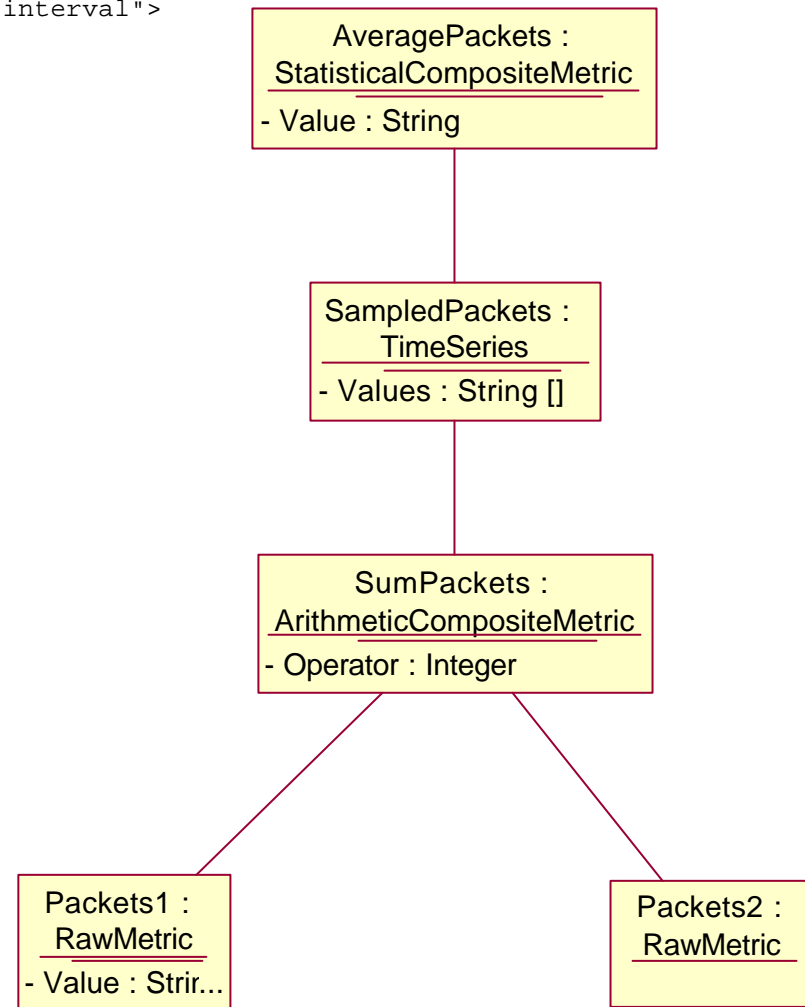 interval">
AveragePackets :
StatisticalCompositeMetric
- Value : String
SampledPackets :
TimeSeries
- Values : String []
SumPackets :
ArithmeticCompositeMetric
- Operator : Integer
Packets1 :
RawMetric
- Value : Strir...
Packets2 :
RawMetric